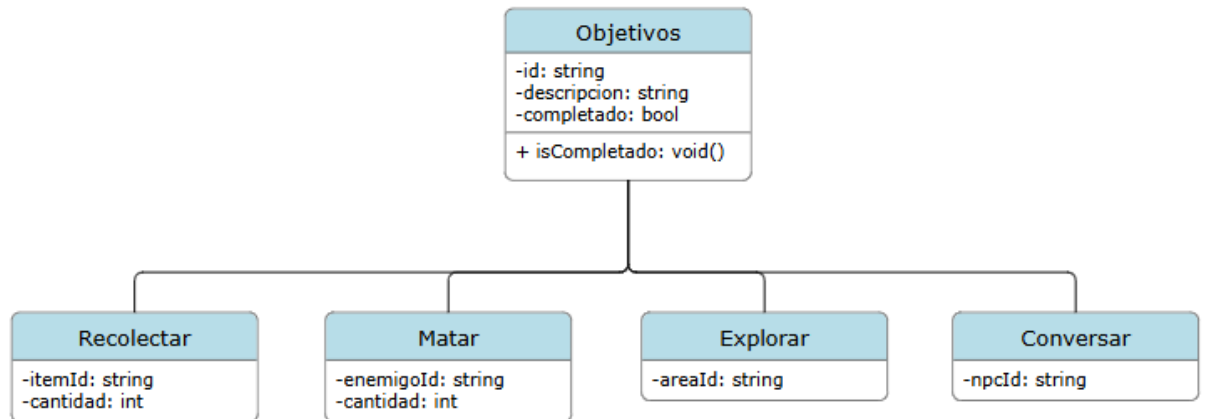 Objetivos
-id: string
-descripcion: string
-completado: bool
+ isCompletado: void()
Recolectar
-itemId: string
-cantidad: int
Matar
-enemigoId: string
-cantidad: int
Explorar
-areaId: string
Conversar
-npcId: string